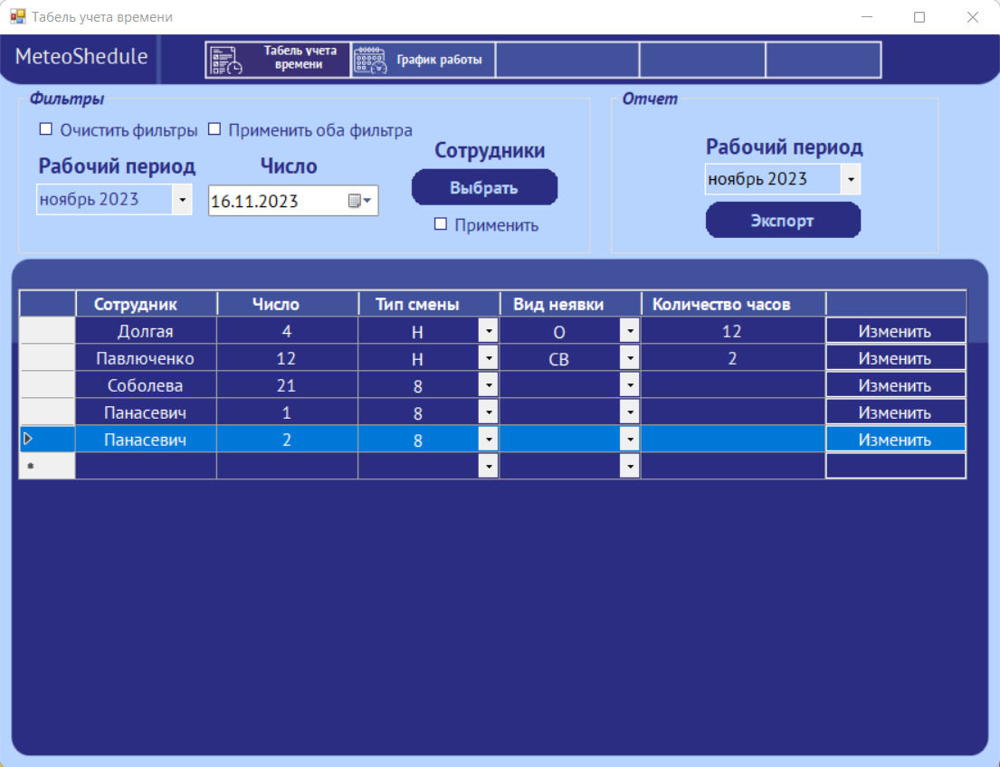 Табель учета времени
MeteoShedule
Табель учета
времени
График работы
Фильтры
Очистить фильтры
Применить оба фильтра
Рабочий период
Число
Сотрудники
ноябрь 2023
16.11.2023
Выбрать
Применить
Отчет
Рабочий период
ноябрь 2023
Экспорт
Сотрудник Число Тип смены Вид неявки Количество часов
Долгая 4 Н О 12 Изменить
Павлюченко 12 Н СВ 2 Изменить
Соболева 21 8 Изменить
Панасевич 1 8 Изменить
Панасевич 2 8 Изменить